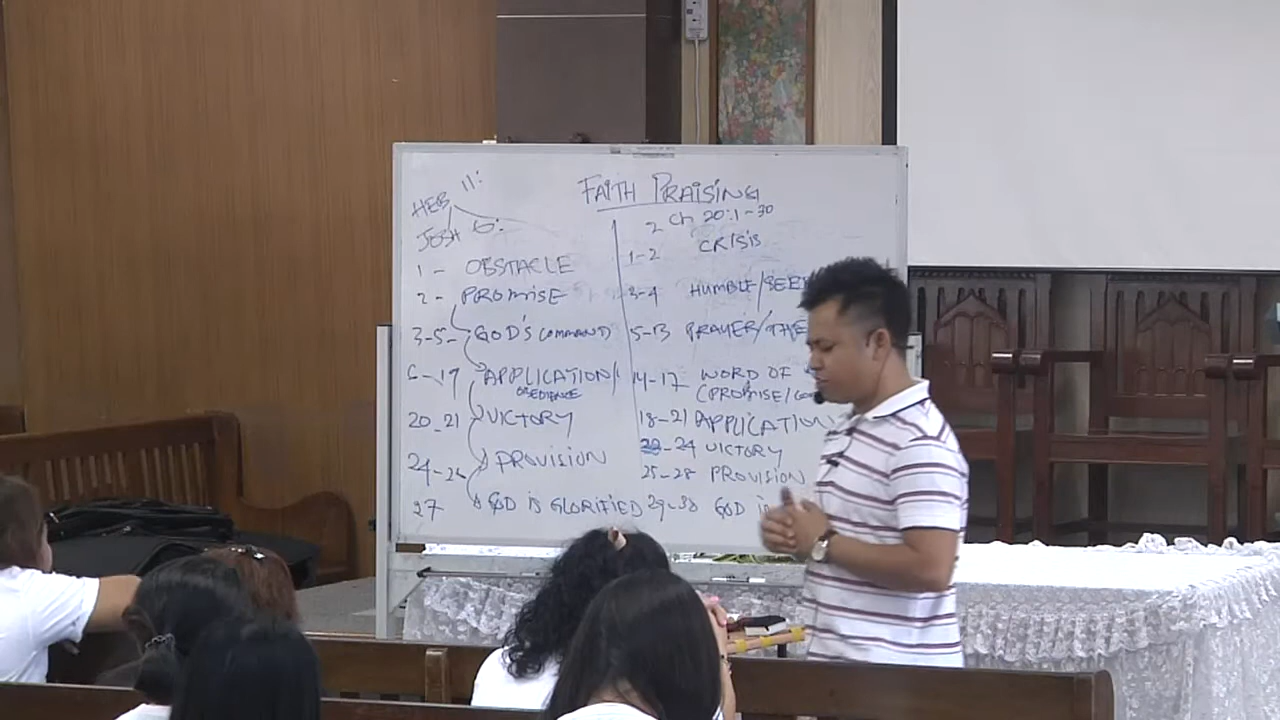 FAITH PRAISING
HEB 11:
JOSH 6:
1 - OBSTACLE
2 - PROMISE
3-5- GOD'S COMMAND
6-17 APPLICATION/
OBEDIENCE
20-21 VICTORY
24-25 PROVISION
27 GOD IS GLORIFIED
2 Ch 20:1-30
1-2 CRISIS
3-4 HUMBLE/SEE
5-13 PRAYER/
14-17 WORD OF
(PROMISE/
18-21 APPLICATION
22-24 VICTORY
25-28 PROVISION
29-30 GOD